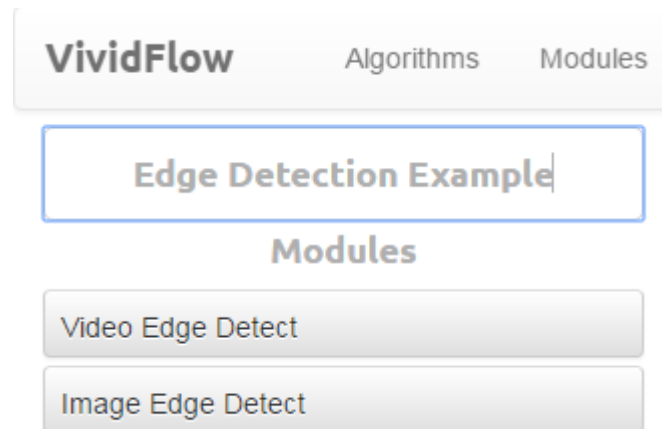 VividFlow Algorithms Modules
Edge Detection Example
Modules
Video Edge Detect
Image Edge Detect